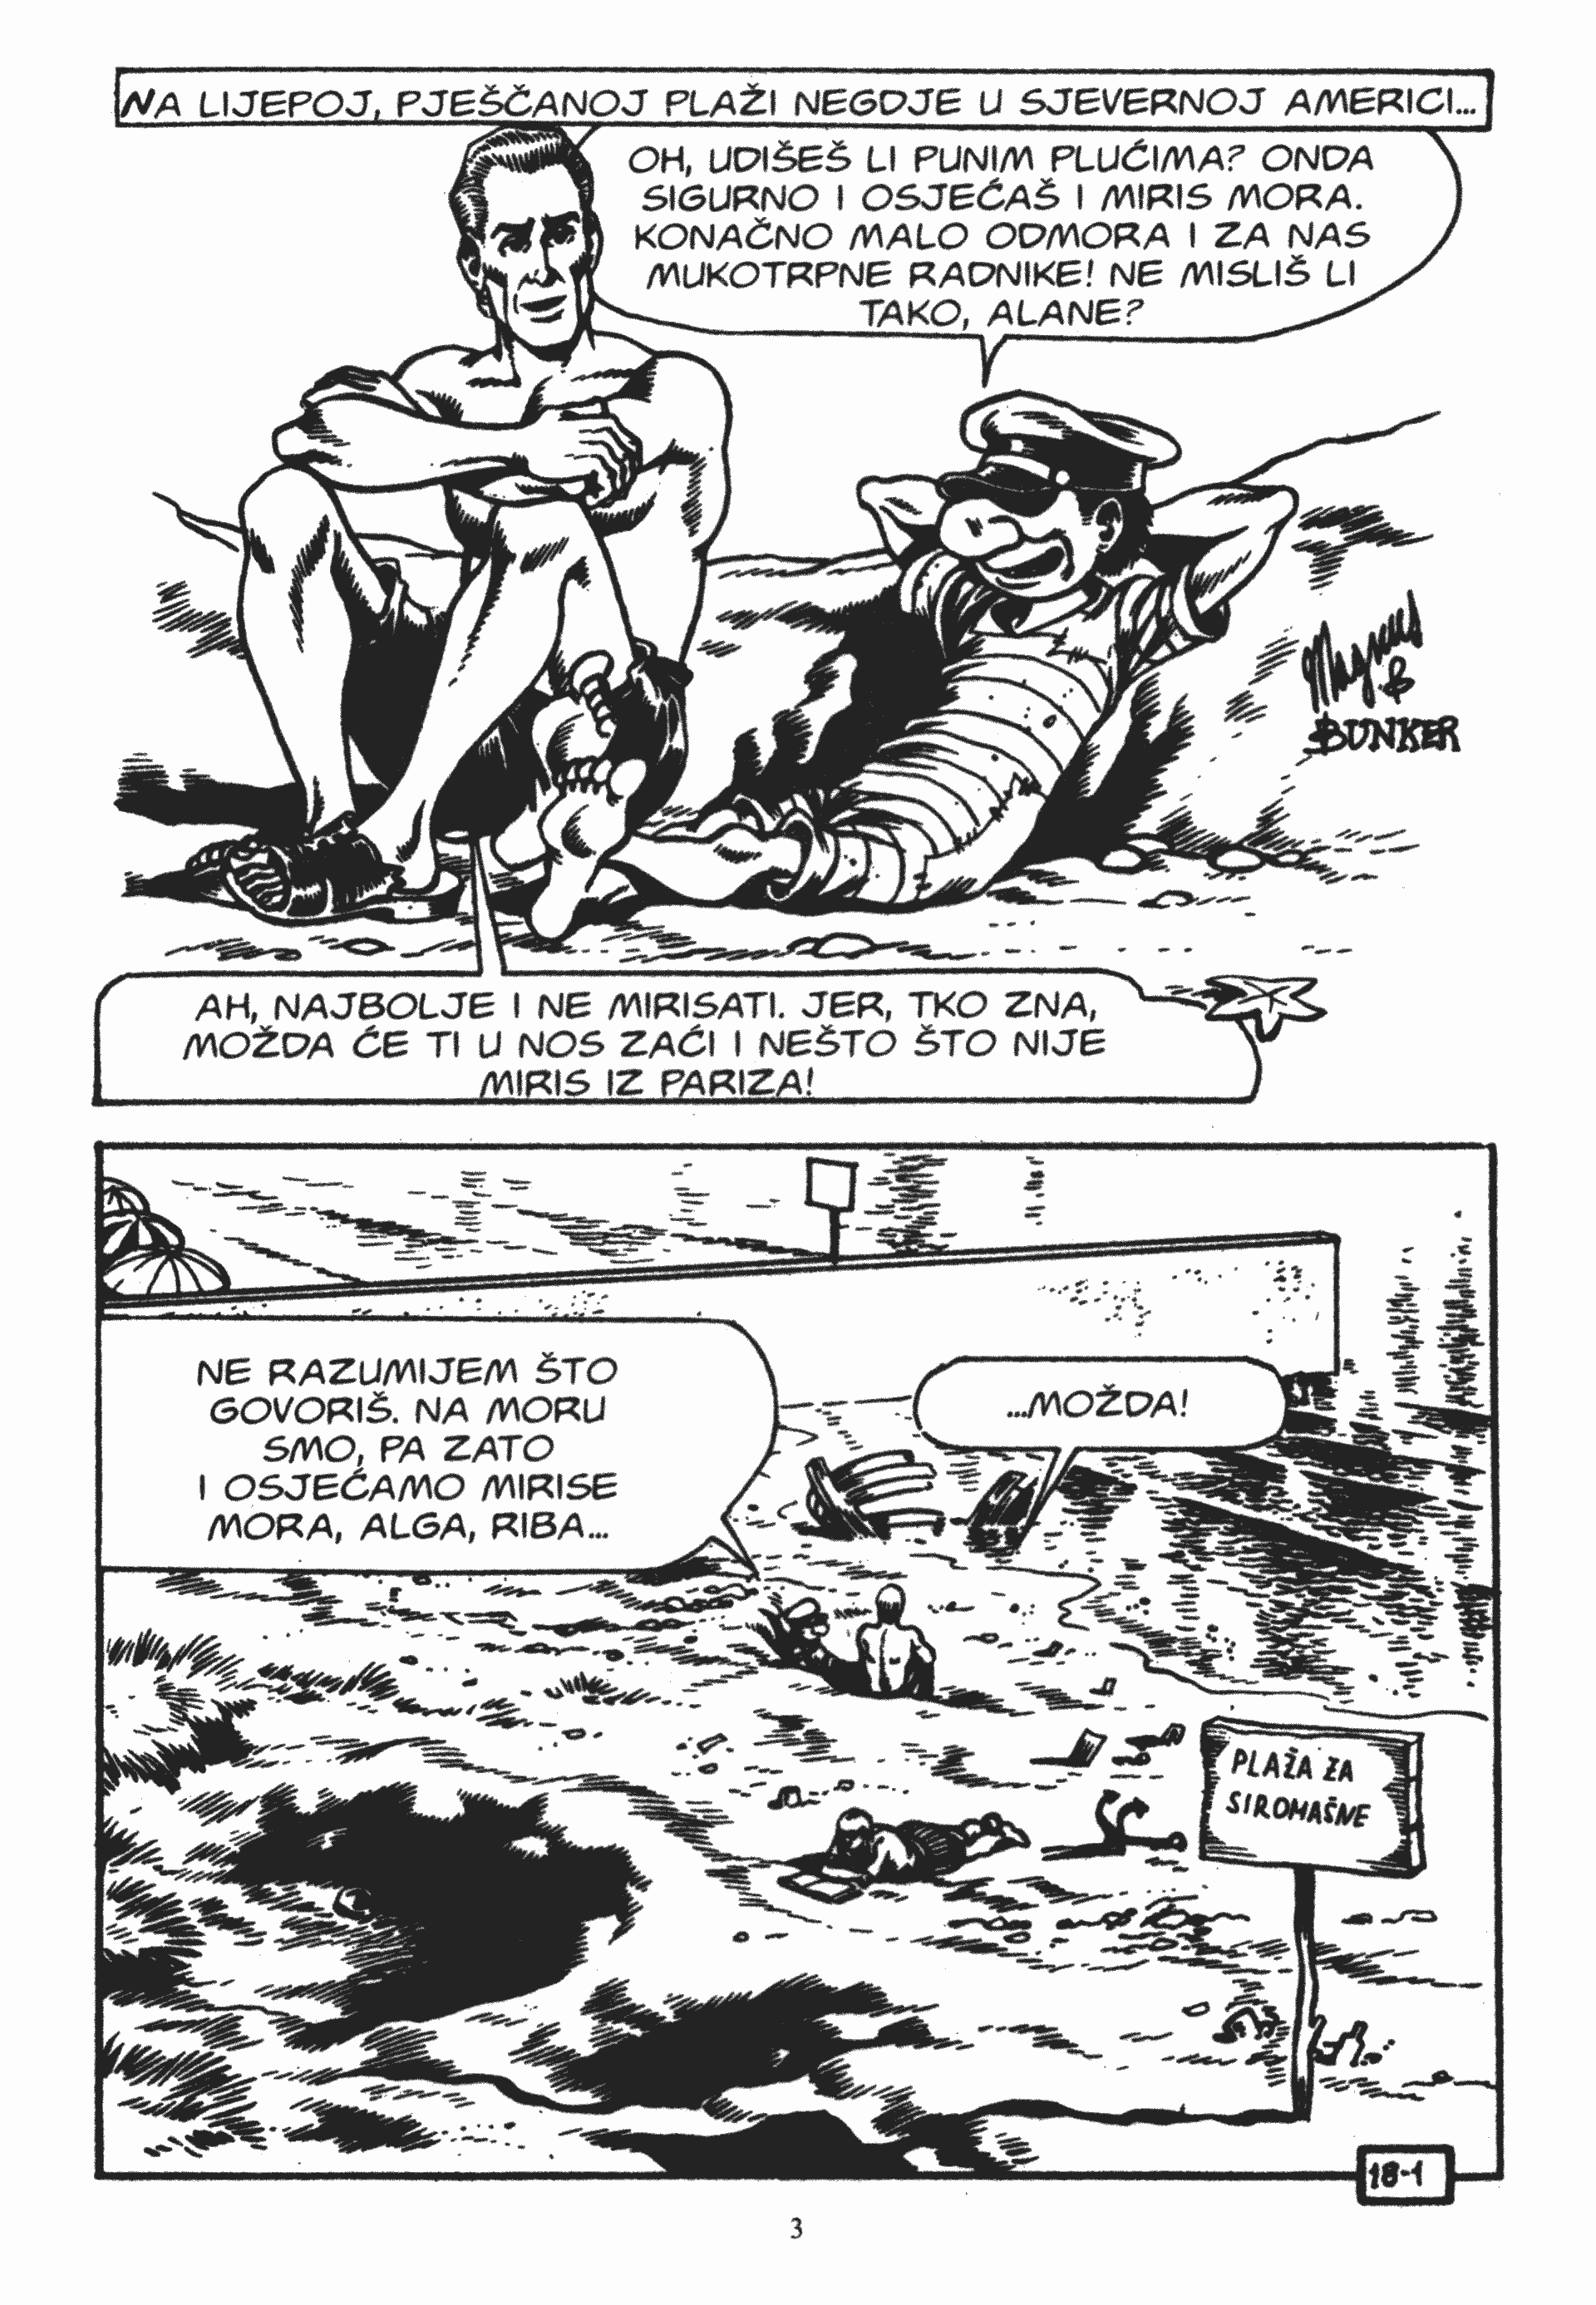 NA LIJEPOJ, PJEŠČANOJ PLAŽI NEGDJE U SJEVERNOJ AMERICI...
OH, UDIŠEŠ LI PUNIM PLUĆIMA? ONDA
SIGURNO I OSJEĆAŠ I MIRIS MORA.
KONAČNO MALO ODMORA I ZA NAS
MUKOTRPNE RADNIKE! NE MISLIŠ LI
TAKO, ALANE?
Magnus
&
BUNKER
AH, NAJBOLJE I NE MIRISATI. JER, TKO ZNA,
MOŽDA ĆE TI U NOS ZAĆI I NEŠTO ŠTO NIJE
MIRIS IZ PARIZA!
NE RAZUMIJEM ŠTO
GOVORIŠ. NA MORU
SMO, PA ZATO
I OSJEĆAMO MIRISE
MORA, ALGA, RIBA...
...MOŽDA!
PLAŽA ZA
SIROMAŠNE
18-1
3